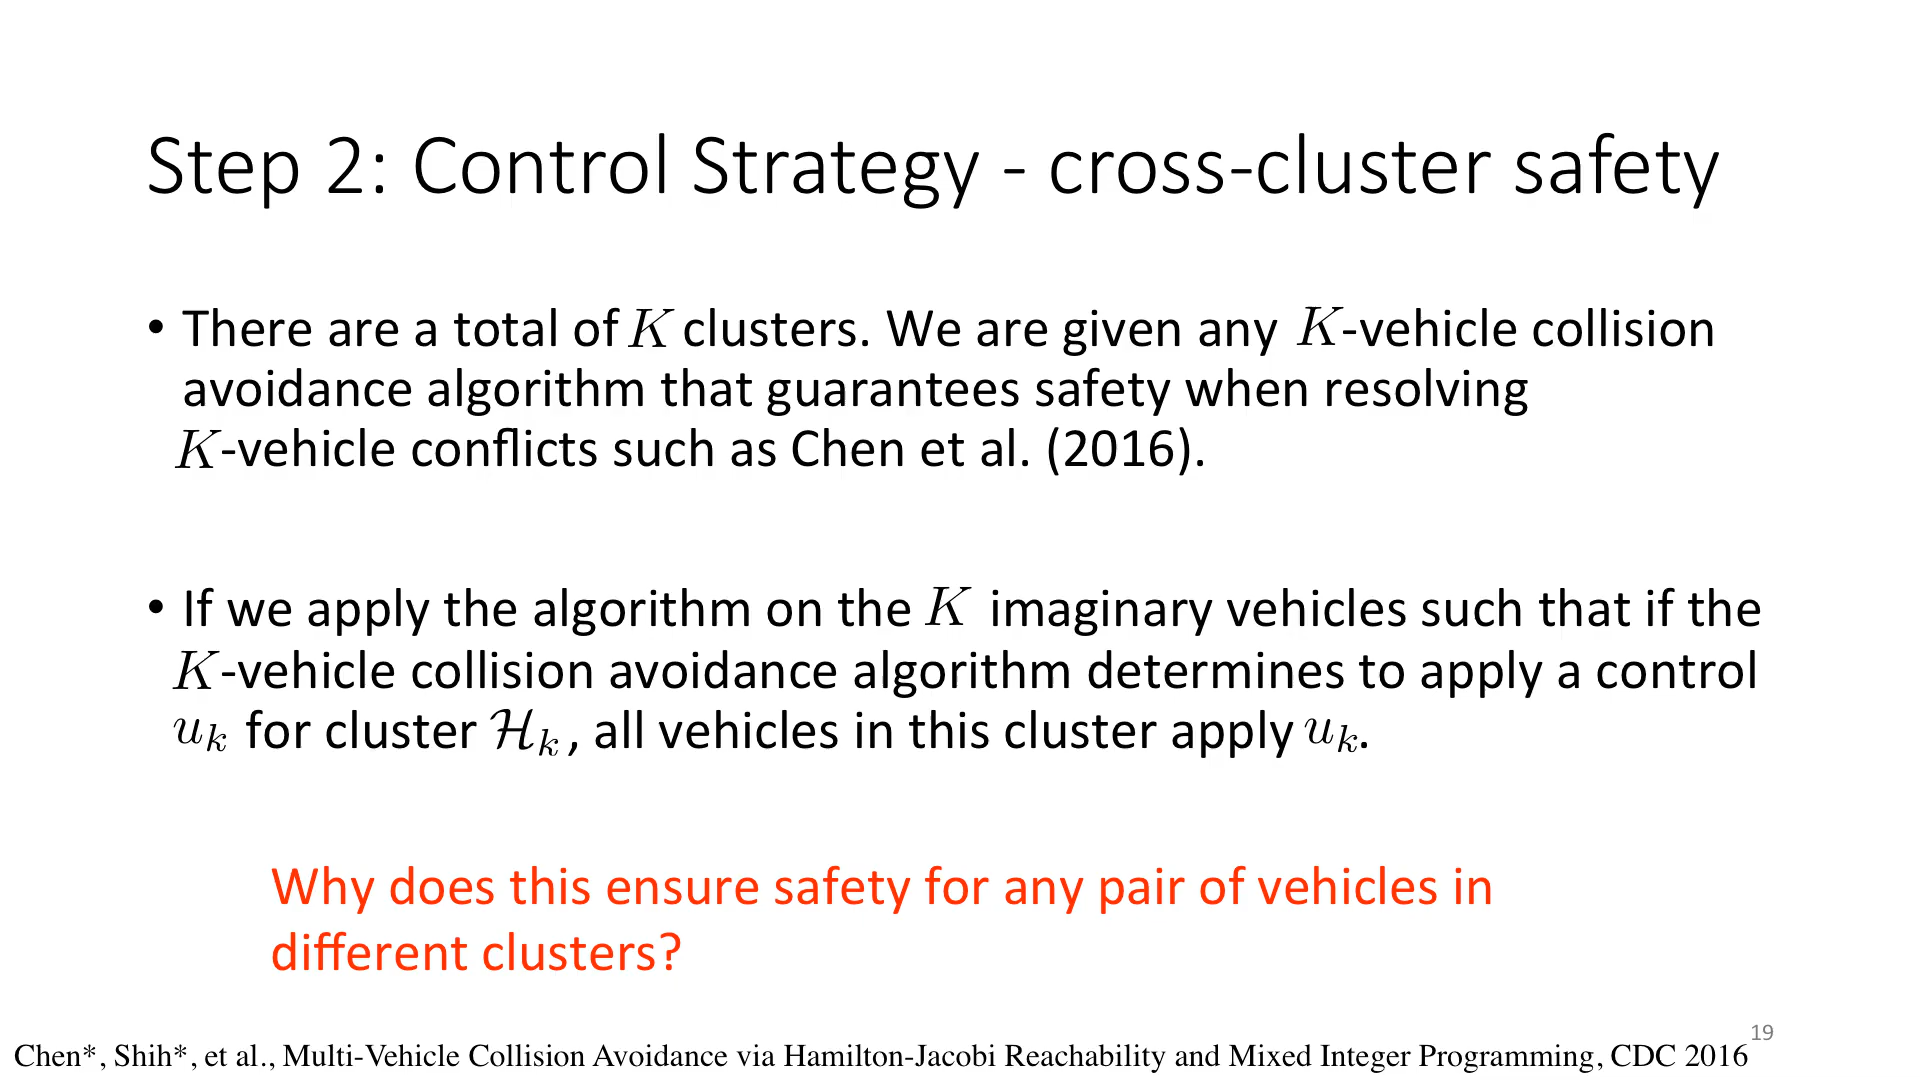 Step 2: Control Strategy - cross-cluster safety
• There are a total of K clusters. We are given any K-vehicle collision
avoidance algorithm that guarantees safety when resolving
K-vehicle conflicts such as Chen et al. (2016).
• If we apply the algorithm on the K imaginary vehicles such that if the
K-vehicle collision avoidance algorithm determines to apply a control
u_k for cluster ℋ_k, all vehicles in this cluster apply u_k.
Why does this ensure safety for any pair of vehicles in
different clusters?
19
Chen*, Shih*, et al., Multi-Vehicle Collision Avoidance via Hamilton-Jacobi Reachability and Mixed Integer Programming, CDC 2016